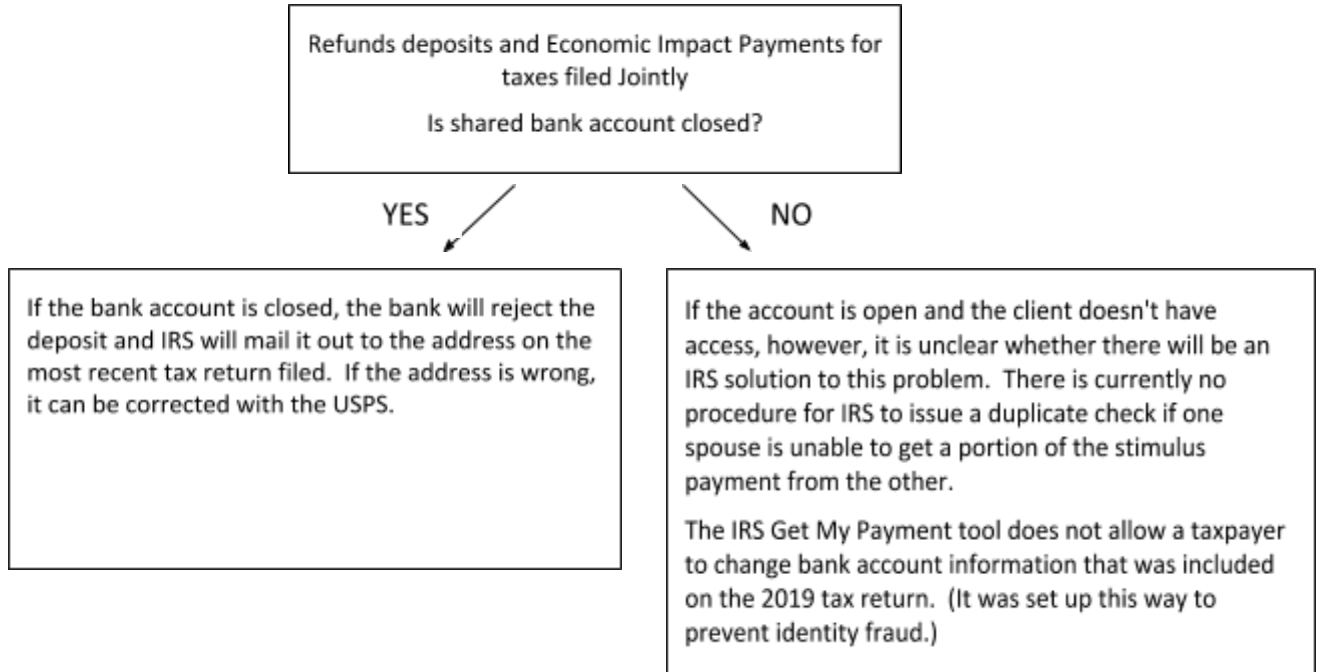 Refunds deposits and Economic Impact Payments for
taxes filed Jointly
Is shared bank account closed?
YES
NO
If the bank account is closed, the bank will reject the
deposit and IRS will mail it out to the address on the
most recent tax return filed.  If the address is wrong,
it can be corrected with the USPS.
If the account is open and the client doesn't have
access, however, it is unclear whether there will be an
IRS solution to this problem.  There is currently no
procedure for IRS to issue a duplicate check if one
spouse is unable to get a portion of the stimulus
payment from the other.
The IRS Get My Payment tool does not allow a taxpayer
to change bank account information that was included
on the 2019 tax return.  (It was set up this way to
prevent identity fraud.)